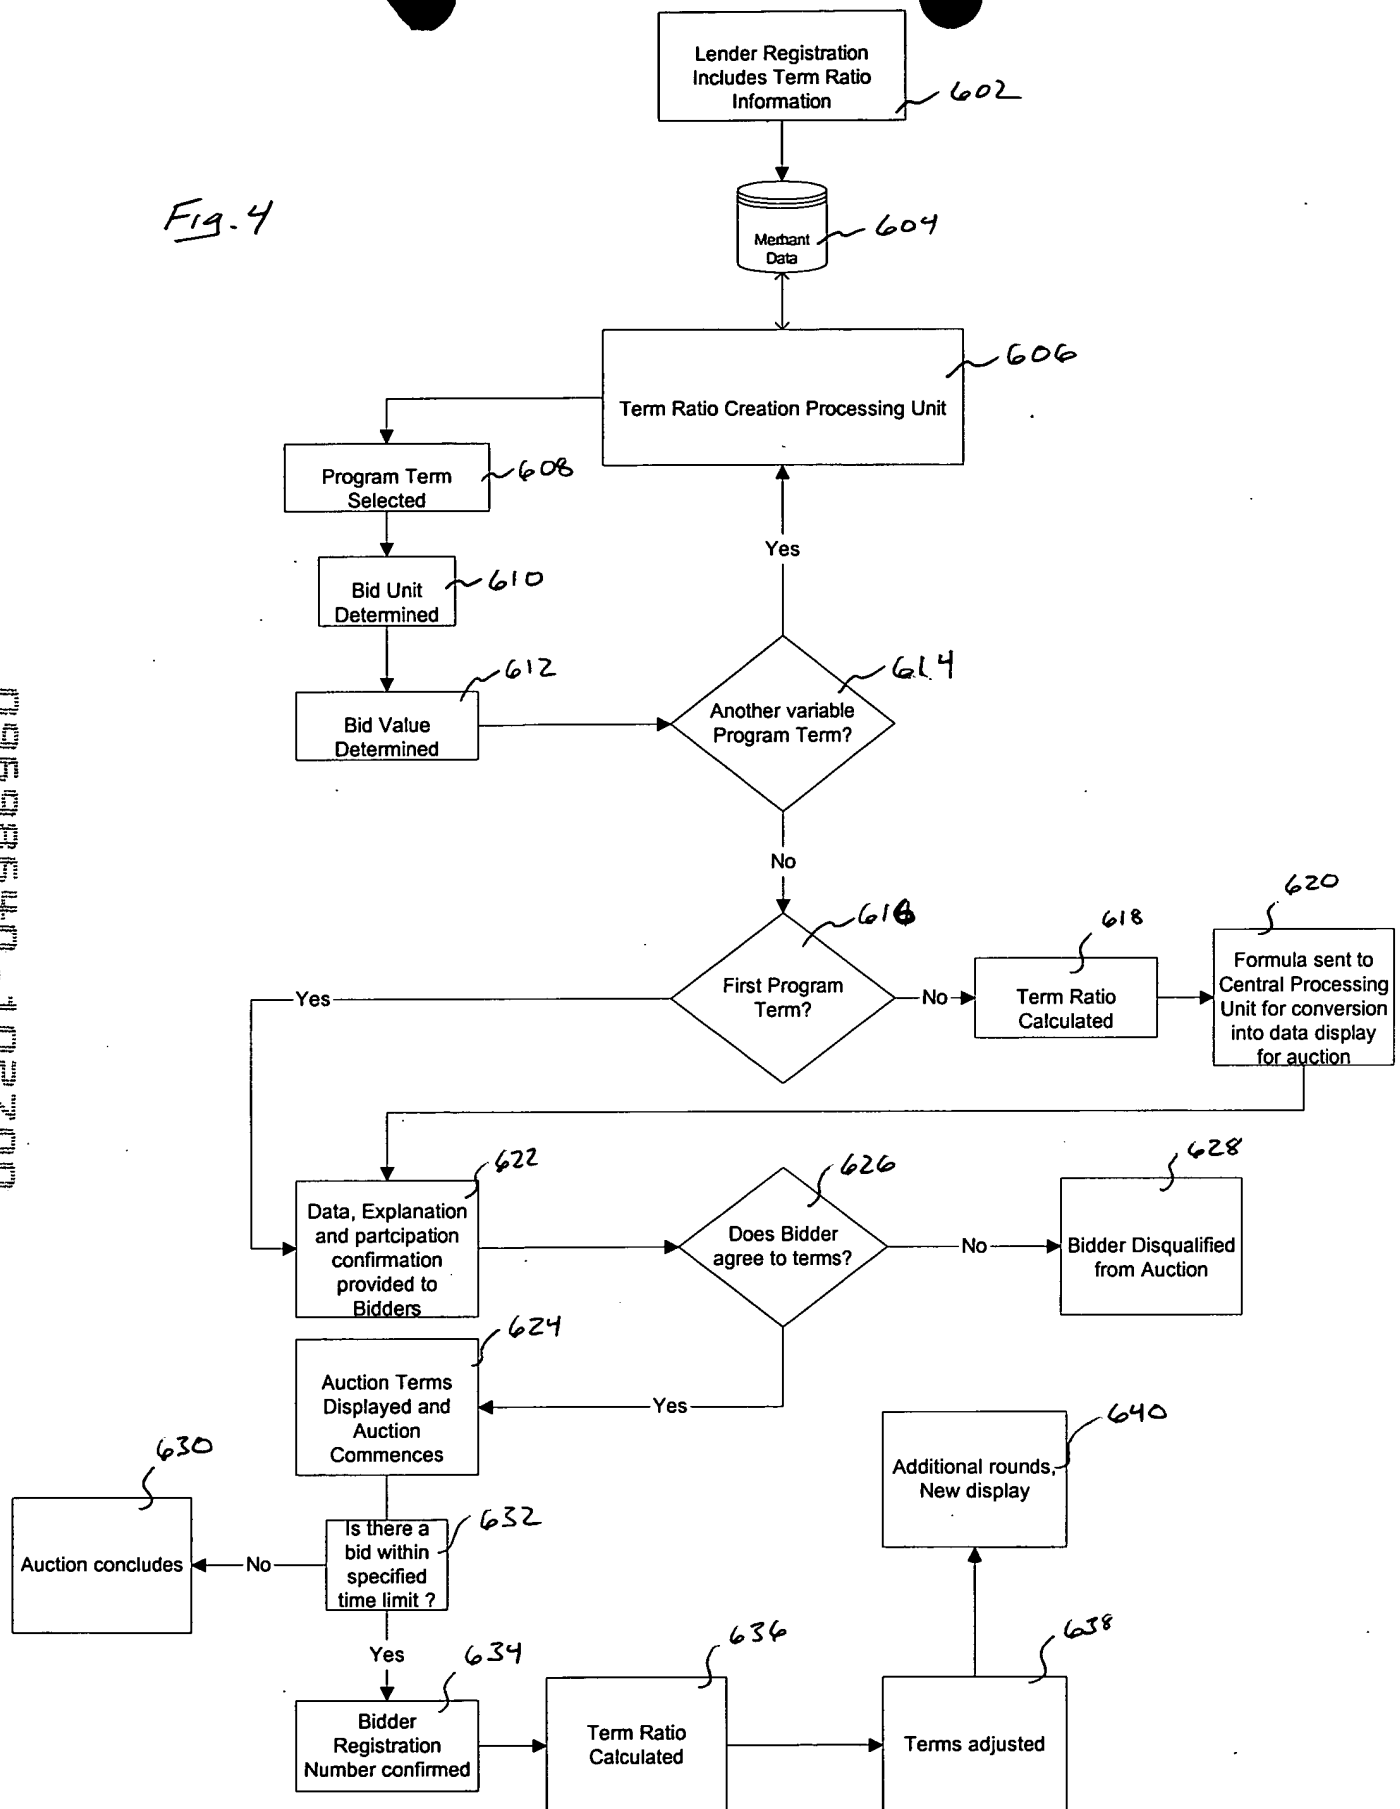 Lender Registration
Includes Term Ratio
Information
602
Fig. 4
Merhant
Data
604
606
Term Ratio Creation Processing Unit
Program Term
Selected
608
Yes
Bid Unit
Determined
610
612
614
Bid Value
Determined
Another variable
Program Term?
No
620
616
618
First Program
Term?
Yes
No
Term Ratio
Calculated
Formula sent to
Central Processing
Unit for conversion
into data display
for auction
622
626
628
Data, Explanation
and partcipation
confirmation
provided to
Bidders
Does Bidder
agree to terms?
No
Bidder Disqualified
from Auction
624
Auction Terms
Displayed and
Auction
Commences
Yes
640
Additional rounds,
New display
630
632
Auction concludes
No
Is there a
bid within
specified
time limit ?
Yes
634
636
638
Bidder
Registration
Number confirmed
Term Ratio
Calculated
Terms adjusted